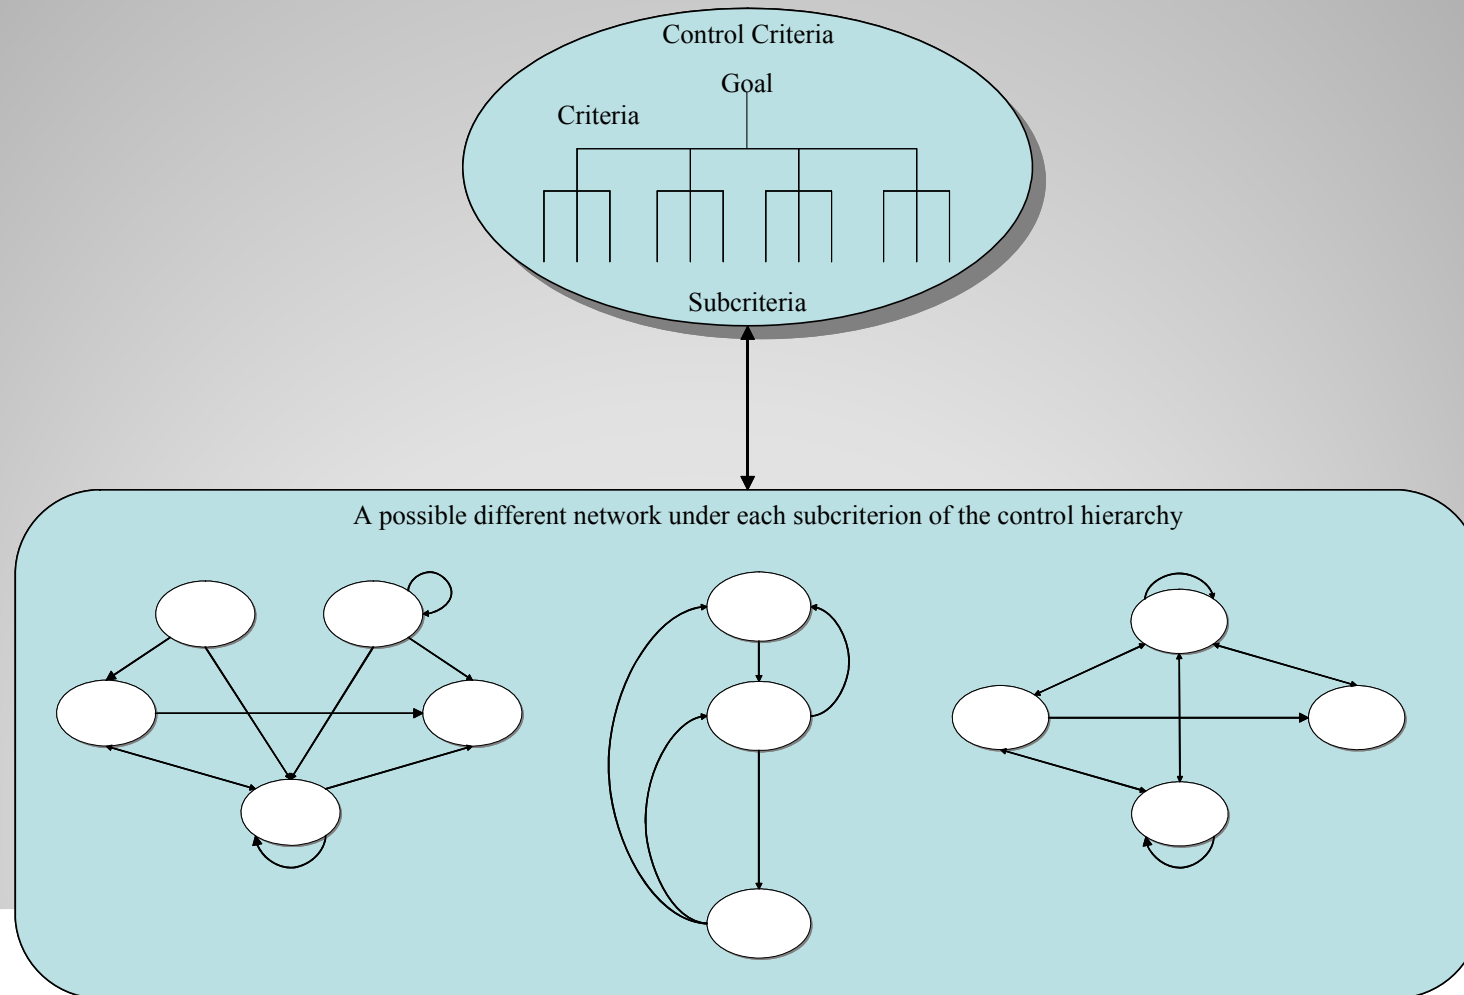 Control Criteria
Goal
Criteria
Subcriteria
A possible different network under each subcriterion of the control hierarchy